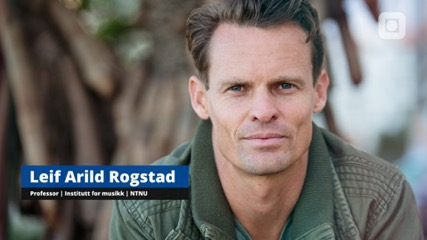 Leif Arild Rogstad
Professor | Institutt for musikk | NTNU